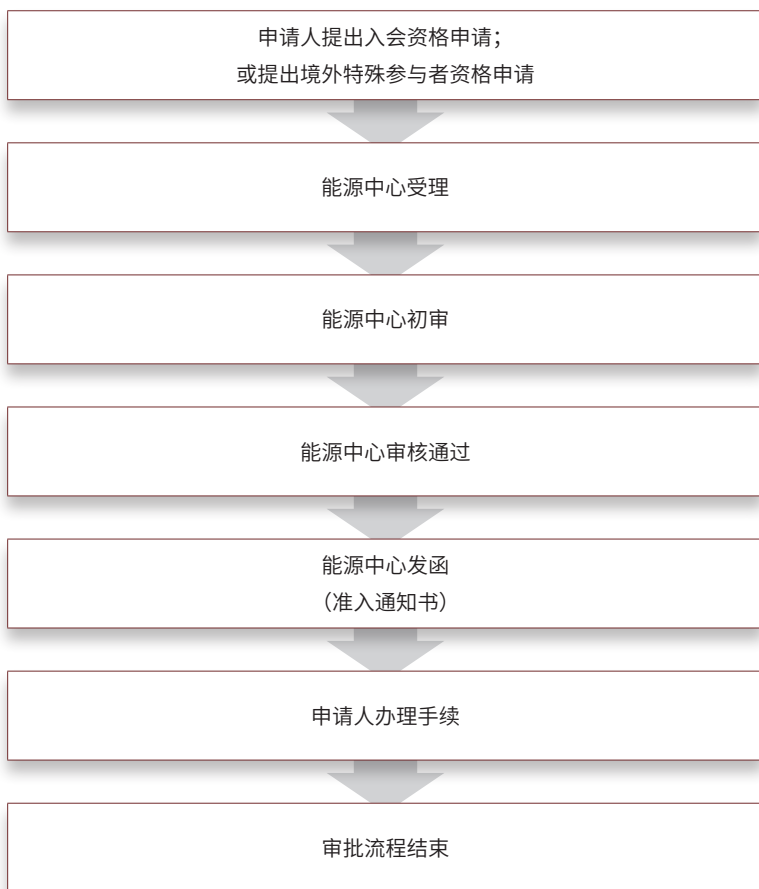 申请人提出入会资格申请；
或提出境外特殊参与者资格申请
能源中心受理
能源中心初审
能源中心审核通过
能源中心发函
（准入通知书）
申请人办理手续
审批流程结束